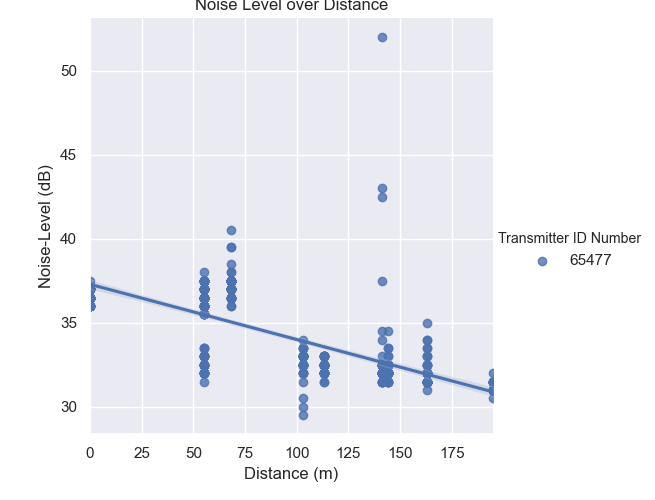 Noise Level over Distance
50
45
40
35
30
Noise-Level (dB)
0 25 50 75 100 125 150 175
Distance (m)
Transmitter ID Number
65477